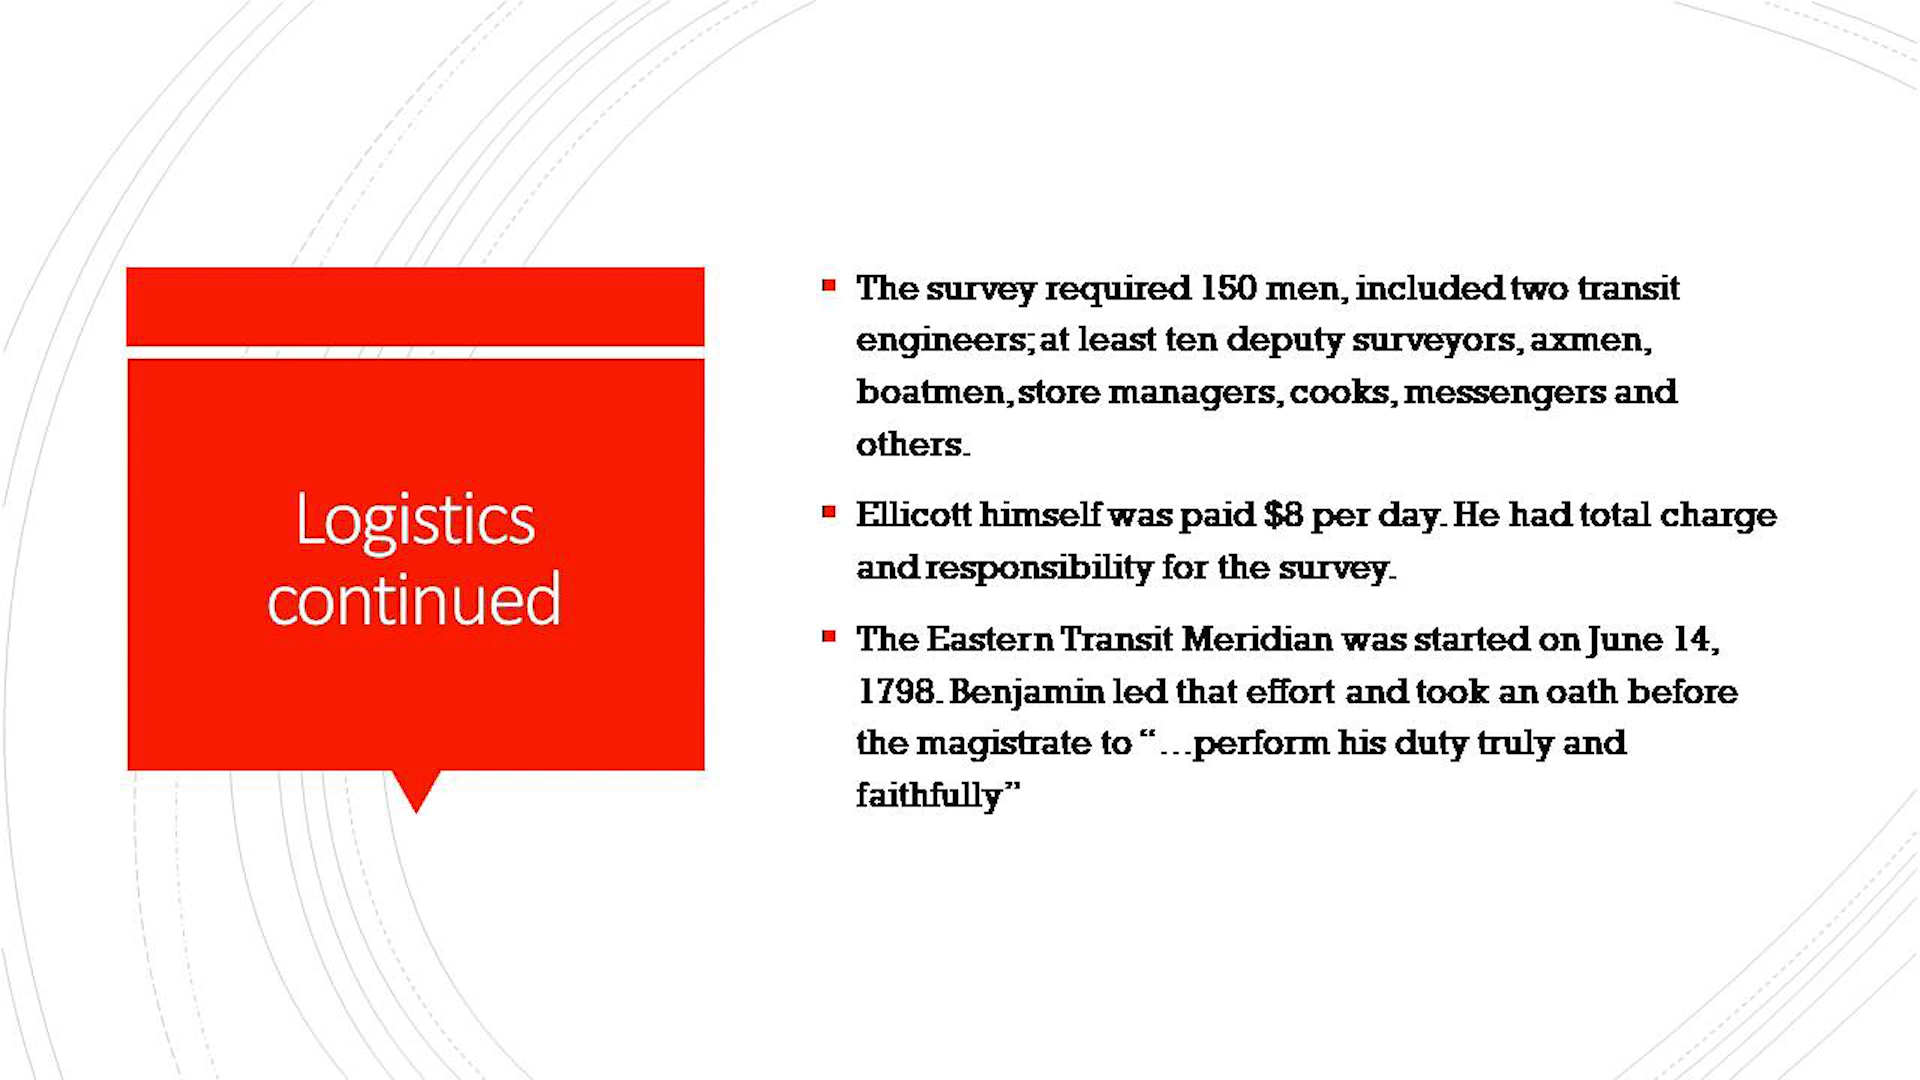 Logistics
continued
The survey required 150 men, included two transit
engineers; at least ten deputy surveyors, axmen,
boatmen, store managers, cooks, messengers and
others.
Ellicott himself was paid $8 per day. He had total charge
and responsibility for the survey.
The Eastern Transit Meridian was started on June 14,
1798. Benjamin led that effort and took an oath before
the magistrate to “…perform his duty truly and
faithfully”